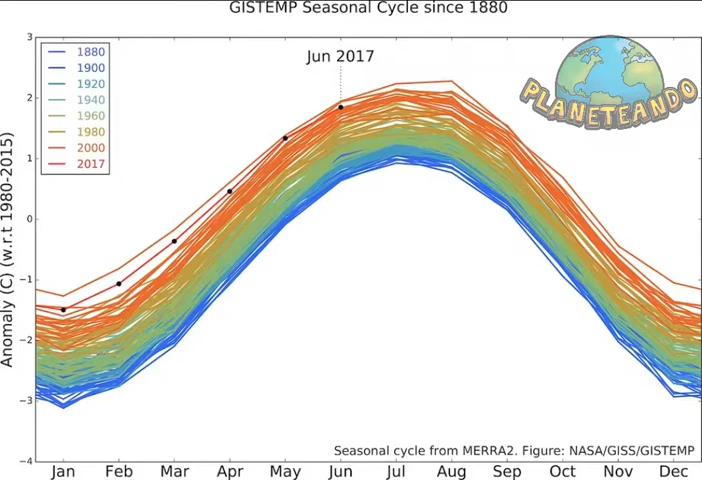 GISTEMP Seasonal Cycle since 1880
3
2
1
0
−1
−2
−3
−4
Anomaly (C) (w.r.t 1980-2015)
1880
1900
1920
1940
1960
1980
2000
2017
Jun 2017
PLANETEANDO
Seasonal cycle from MERRA2. Figure: NASA/GISS/GISTEMP
Jan Feb Mar Apr May Jun Jul Aug Sep Oct Nov Dec